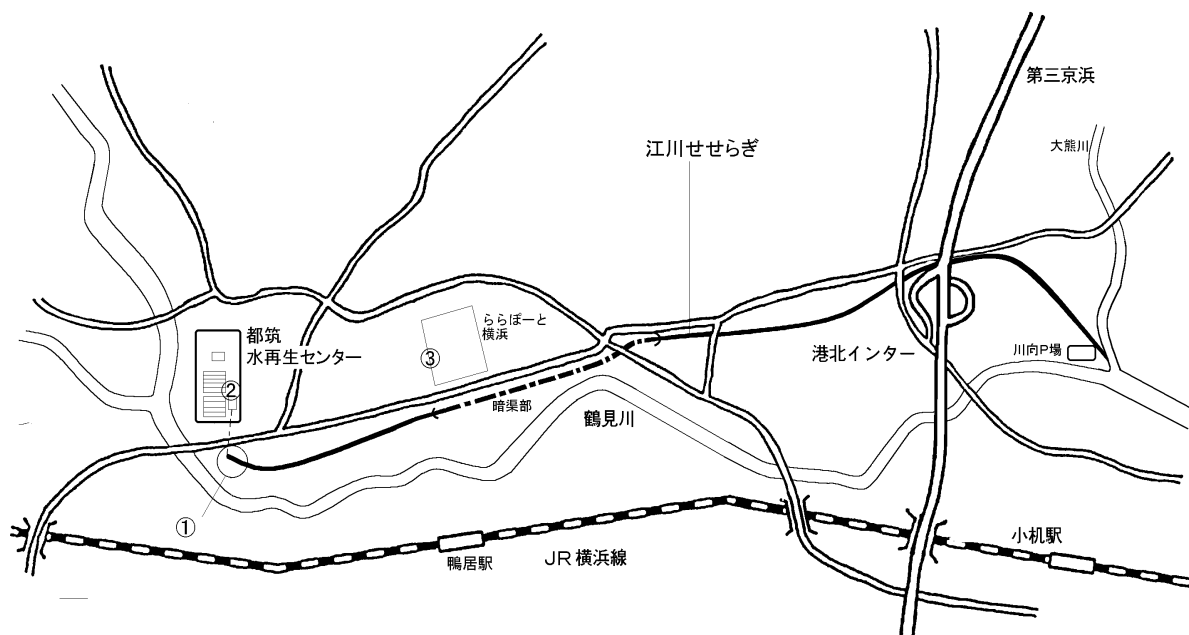 第三京浜
大熊川
江川せせらぎ
ららぽーと
横浜
都筑
水再生センター
③
②
港北インター
川向P場
暗渠部
鶴見川
①
小机駅
鴨居駅
JR横浜線